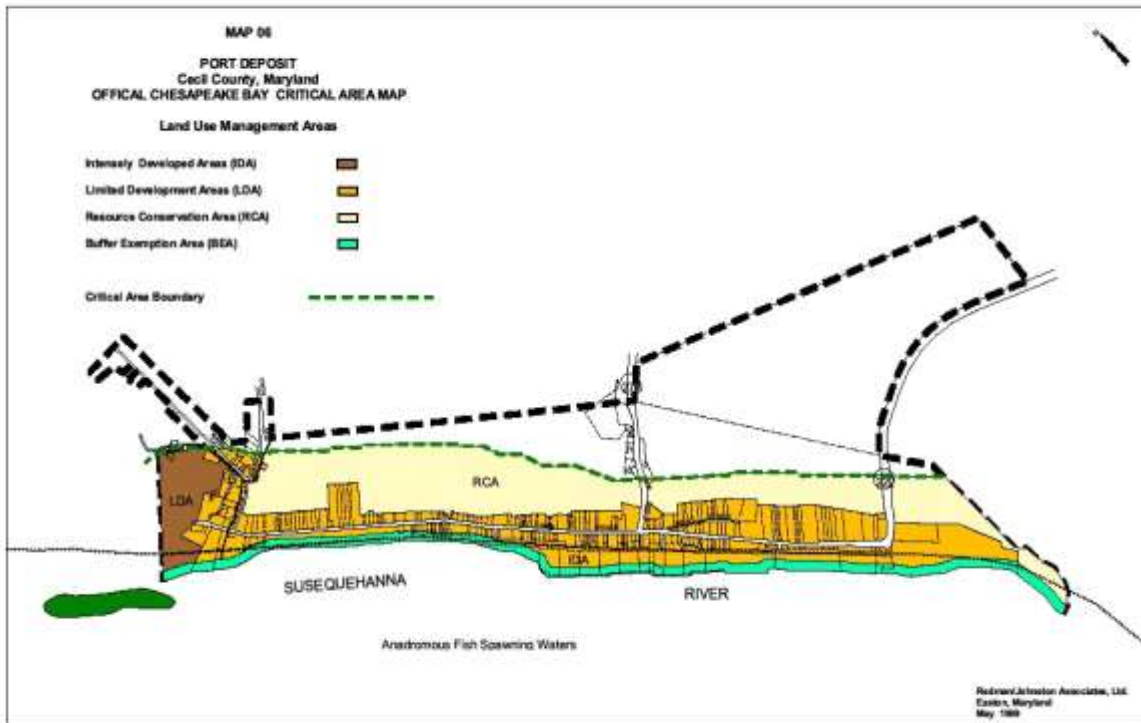 MAP 06
PORT DEPOSIT
Cecil County, Maryland
OFFICAL CHESAPEAKE BAY CRITICAL AREA MAP
Land Use Management Areas
Intensely Developed Areas (IDA)
Limited Development Areas (LDA)
Resource Conservation Area (RCA)
Buffer Exemption Area (BEA)
Critical Area Boundary
LDA
RCA
IDA
SUSEQUEHANNA
RIVER
Anadromous Fish Spawning Waters
Redman/Johnston Associates, Ltd.
Easton, Maryland
May